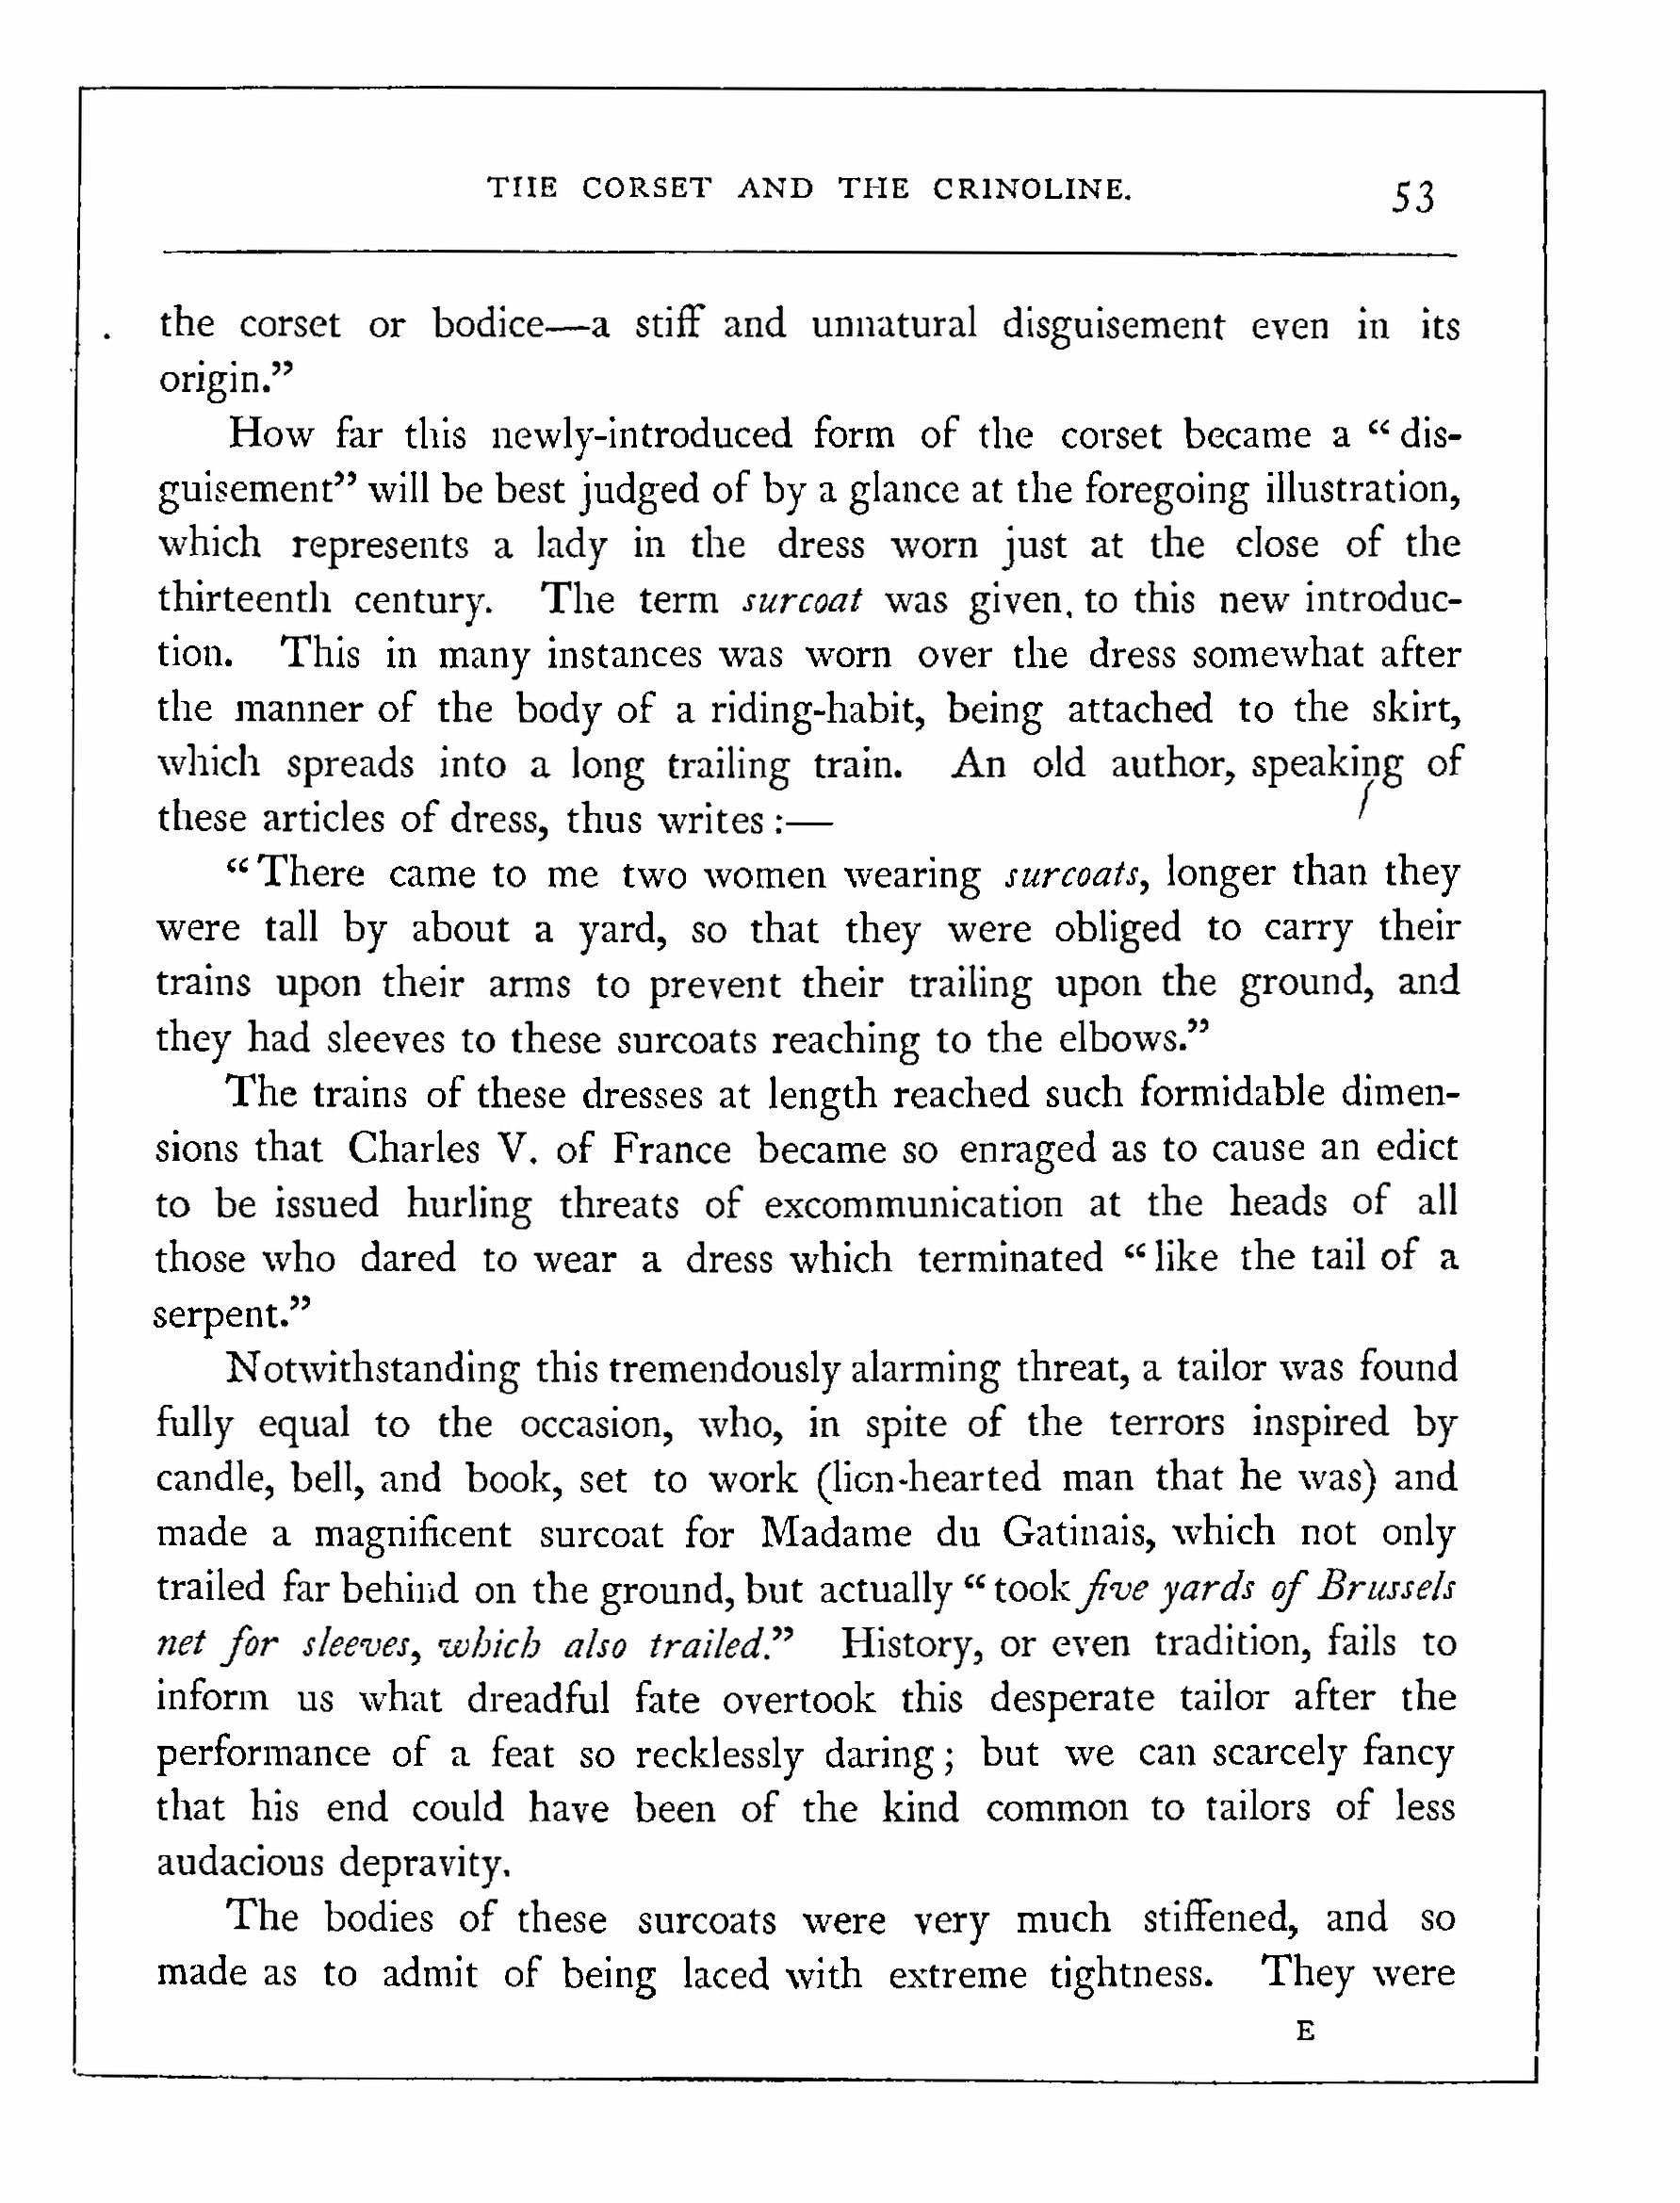 THE CORSET AND THE CRINOLINE. 53
the corset or bodice—a stiff and unnatural disguisement even in its
origin.”
How far this newly-introduced form of the corset became a “ dis-
guisement” will be best judged of by a glance at the foregoing illustration,
which represents a lady in the dress worn just at the close of the
thirteenth century. The term surcoat was given, to this new introduc-
tion. This in many instances was worn over the dress somewhat after
the manner of the body of a riding-habit, being attached to the skirt,
which spreads into a long trailing train. An old author, speaking of
these articles of dress, thus writes :—
“ There came to me two women wearing surcoats, longer than they
were tall by about a yard, so that they were obliged to carry their
trains upon their arms to prevent their trailing upon the ground, and
they had sleeves to these surcoats reaching to the elbows.”
The trains of these dresses at length reached such formidable dimen-
sions that Charles V. of France became so enraged as to cause an edict
to be issued hurling threats of excommunication at the heads of all
those who dared to wear a dress which terminated “ like the tail of a
serpent.”
Notwithstanding this tremendously alarming threat, a tailor was found
fully equal to the occasion, who, in spite of the terrors inspired by
candle, bell, and book, set to work (lion-hearted man that he was) and
made a magnificent surcoat for Madame du Gatinais, which not only
trailed far behind on the ground, but actually “ took five yards of Brussels
net for sleeves, which also trailed.” History, or even tradition, fails to
inform us what dreadful fate overtook this desperate tailor after the
performance of a feat so recklessly daring ; but we can scarcely fancy
that his end could have been of the kind common to tailors of less
audacious depravity.
The bodies of these surcoats were very much stiffened, and so
made as to admit of being laced with extreme tightness. They were
E